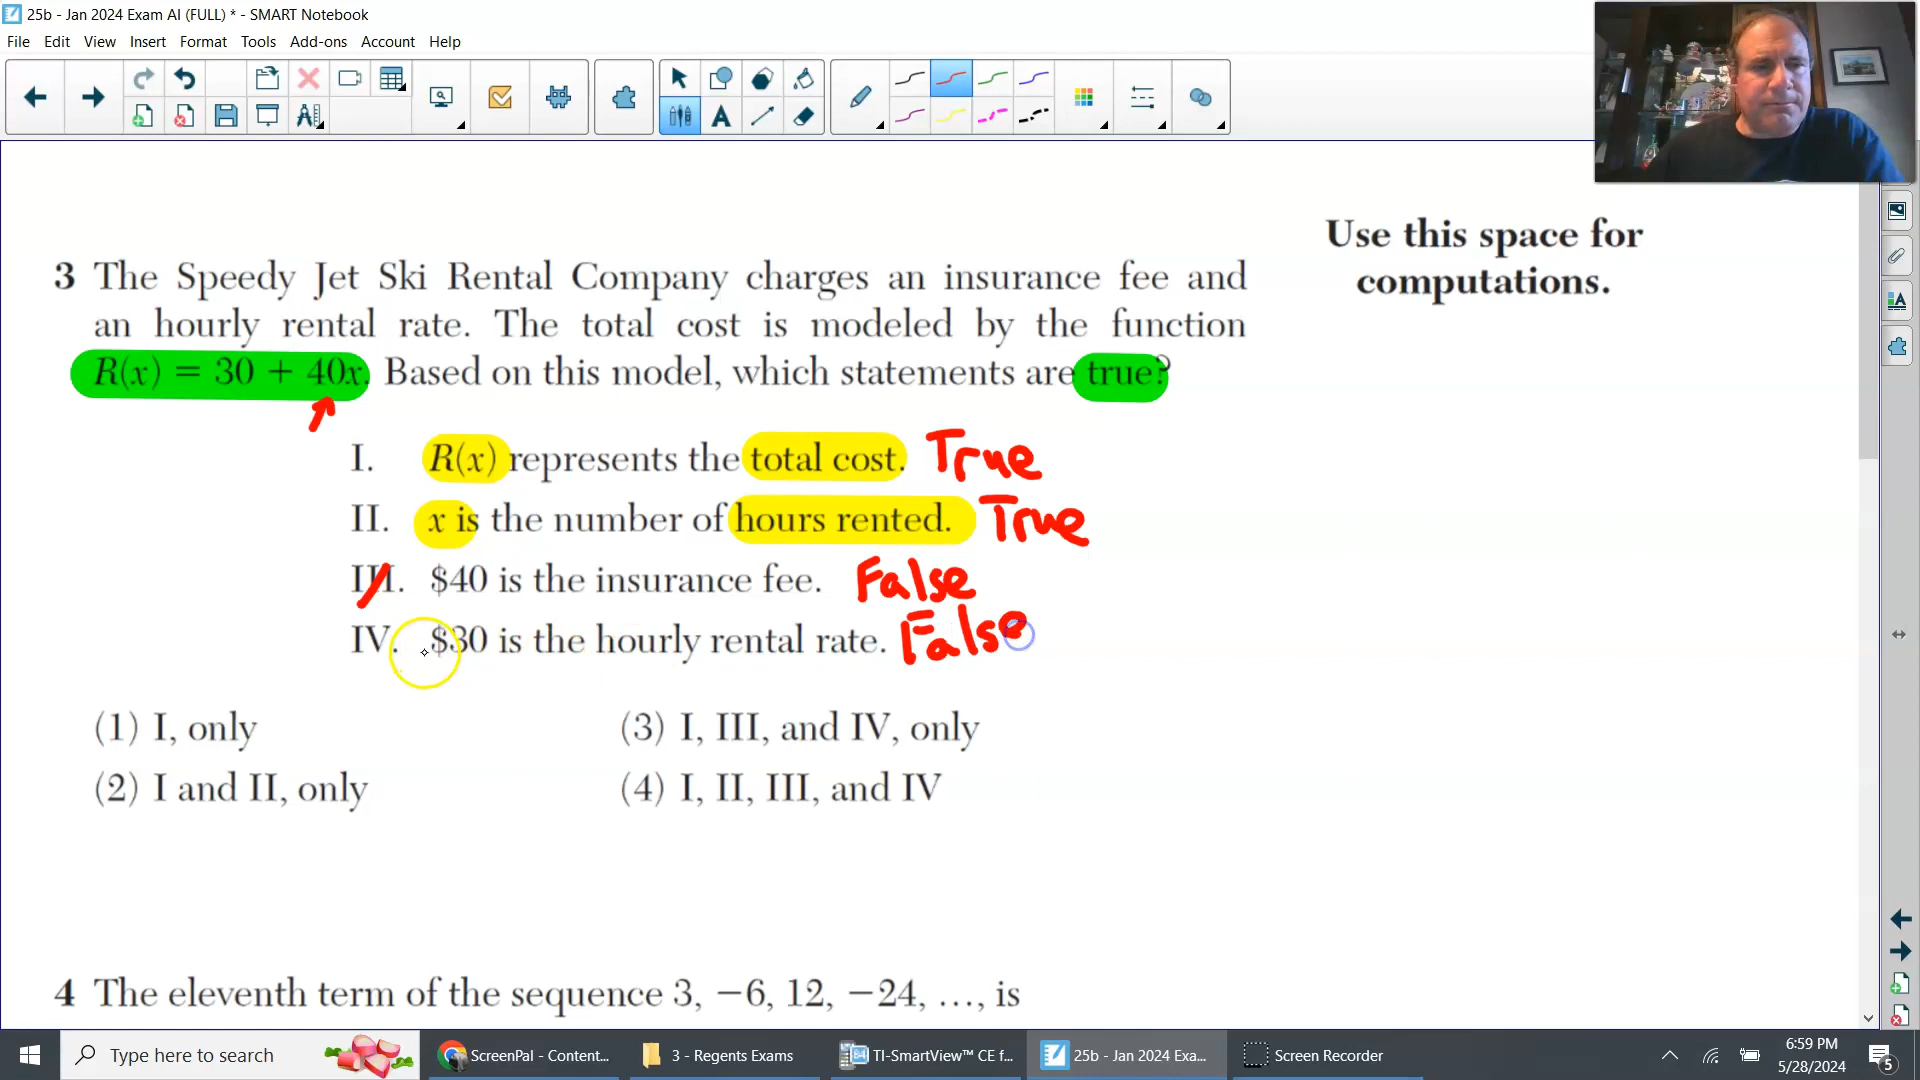 25b - Jan 2024 Exam AI (FULL) * - SMART Notebook
File Edit View Insert Format Tools Add-ons Account Help
Use this space for
computations.
3 The Speedy Jet Ski Rental Company charges an insurance fee and
an hourly rental rate. The total cost is modeled by the function
R(x) = 30 + 40x. Based on this model, which statements are true?
I. R(x) represents the total cost. True
II. x is the number of hours rented. True
III. $40 is the insurance fee. False
IV. $30 is the hourly rental rate. False
(1) I, only (3) I, III, and IV, only
(2) I and II, only (4) I, II, III, and IV
4 The eleventh term of the sequence 3, −6, 12, −24, …, is
Type here to search
ScreenPal - Content...
3 - Regents Exams
84
TI-SmartView™ CE f...
25b - Jan 2024 Exa...
Screen Recorder
6:59 PM
5/28/2024
5